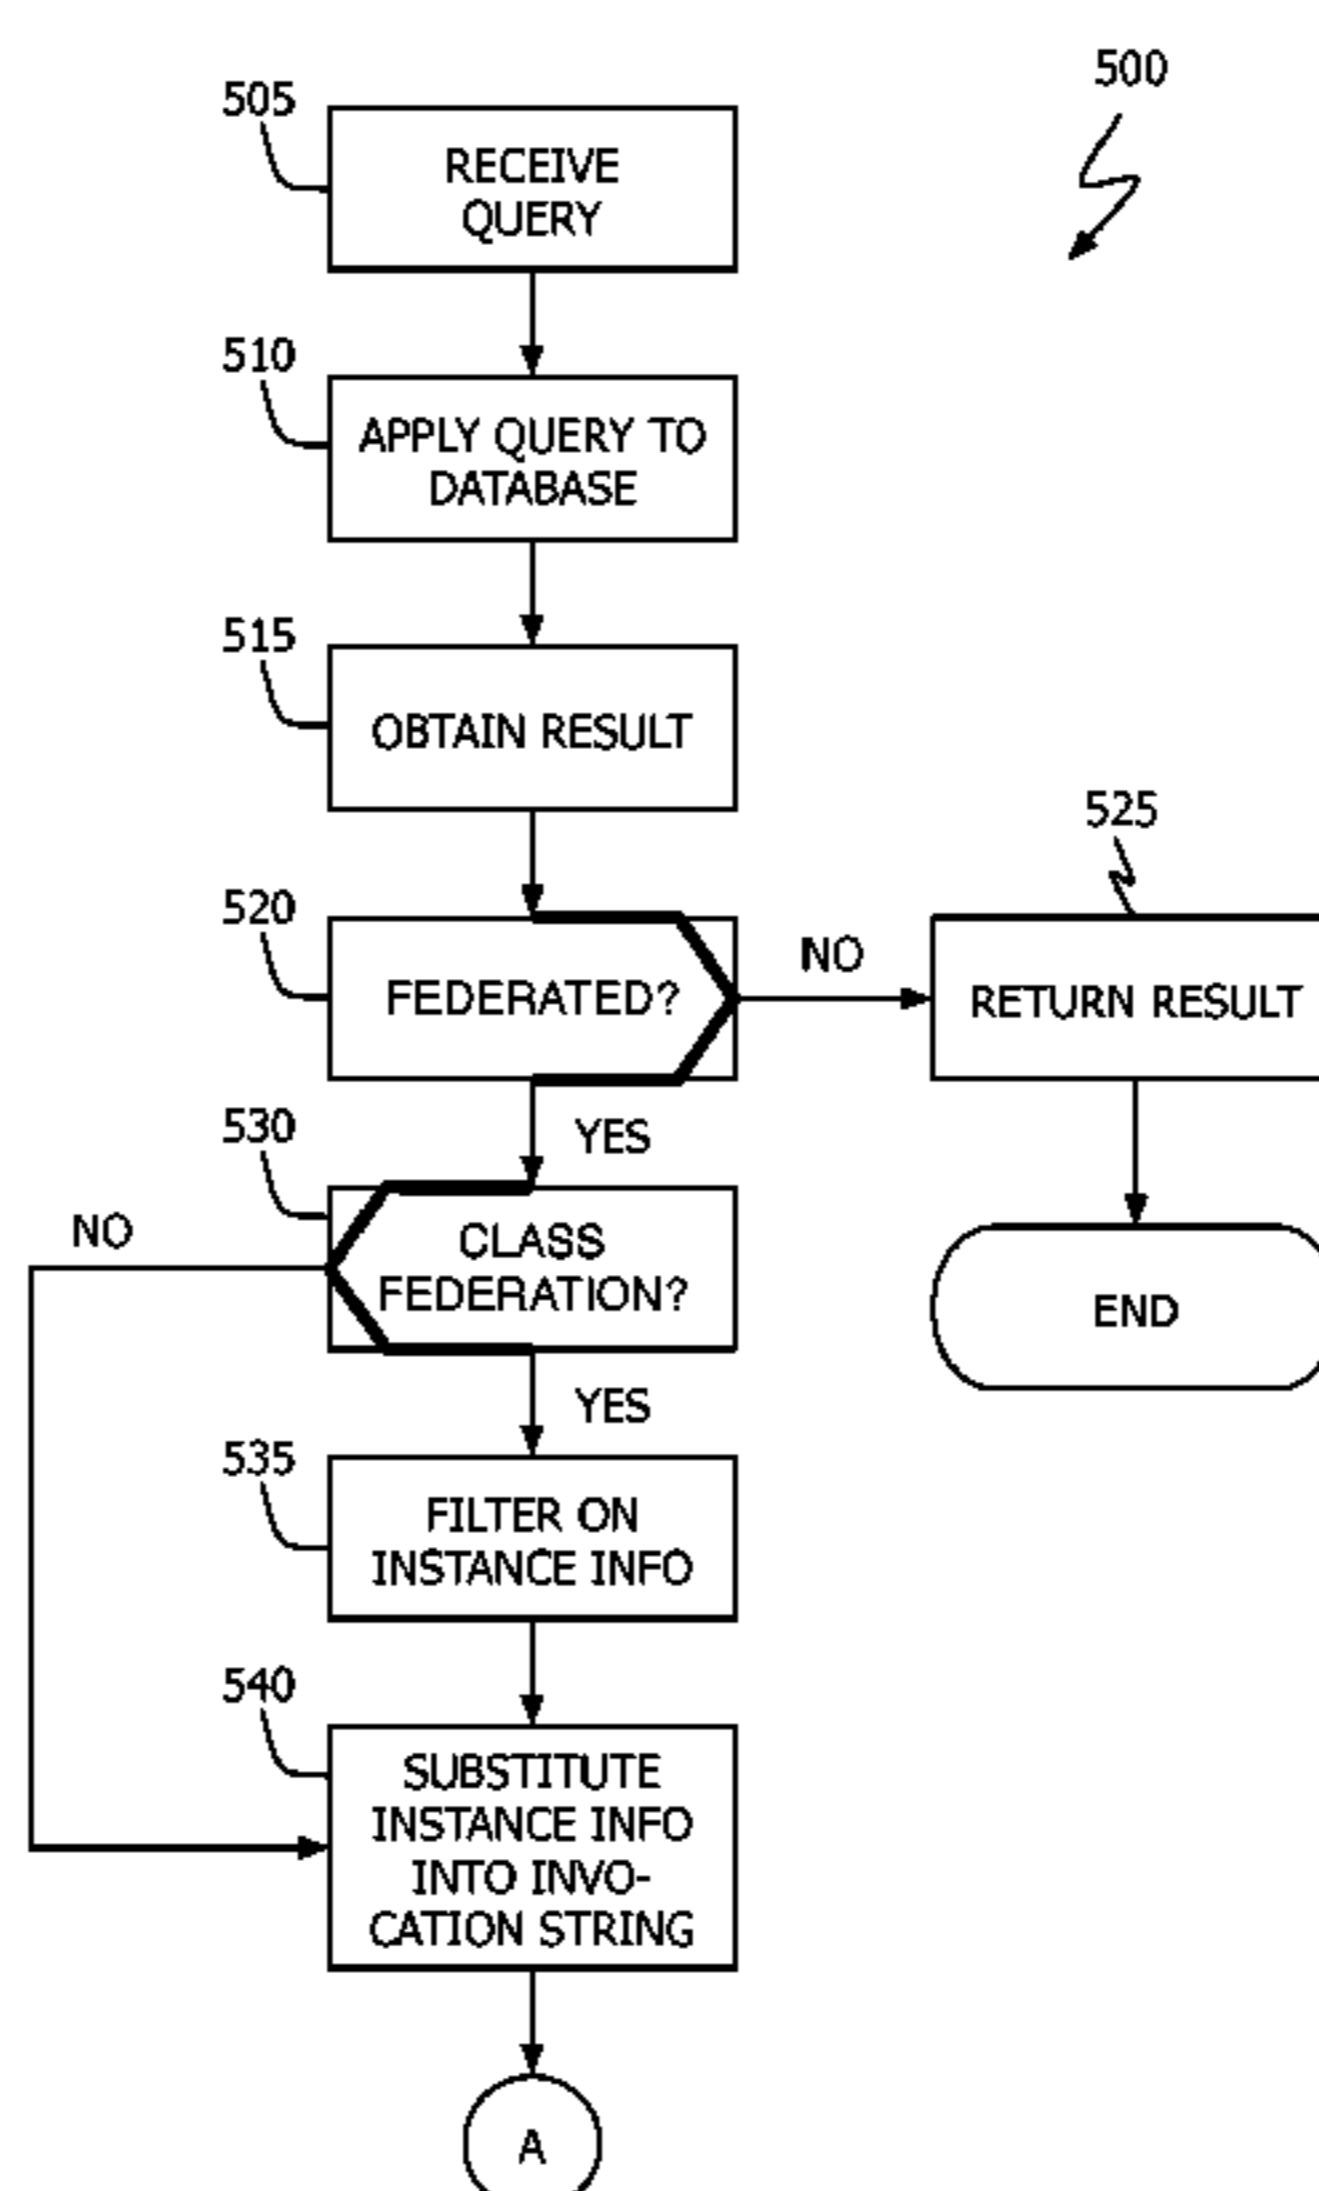 500
505
RECEIVE
QUERY
510
APPLY QUERY TO
DATABASE
515
OBTAIN RESULT
520
FEDERATED?
NO
525
RETURN RESULT
YES
END
530
NO
CLASS
FEDERATION?
YES
535
FILTER ON
INSTANCE INFO
540
SUBSTITUTE
INSTANCE INFO
INTO INVO-
CATION STRING
A